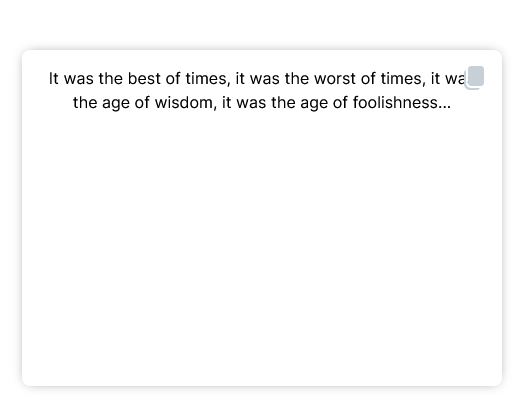 It was the best of times, it was the worst of times, it wa
the age of wisdom, it was the age of foolishness...